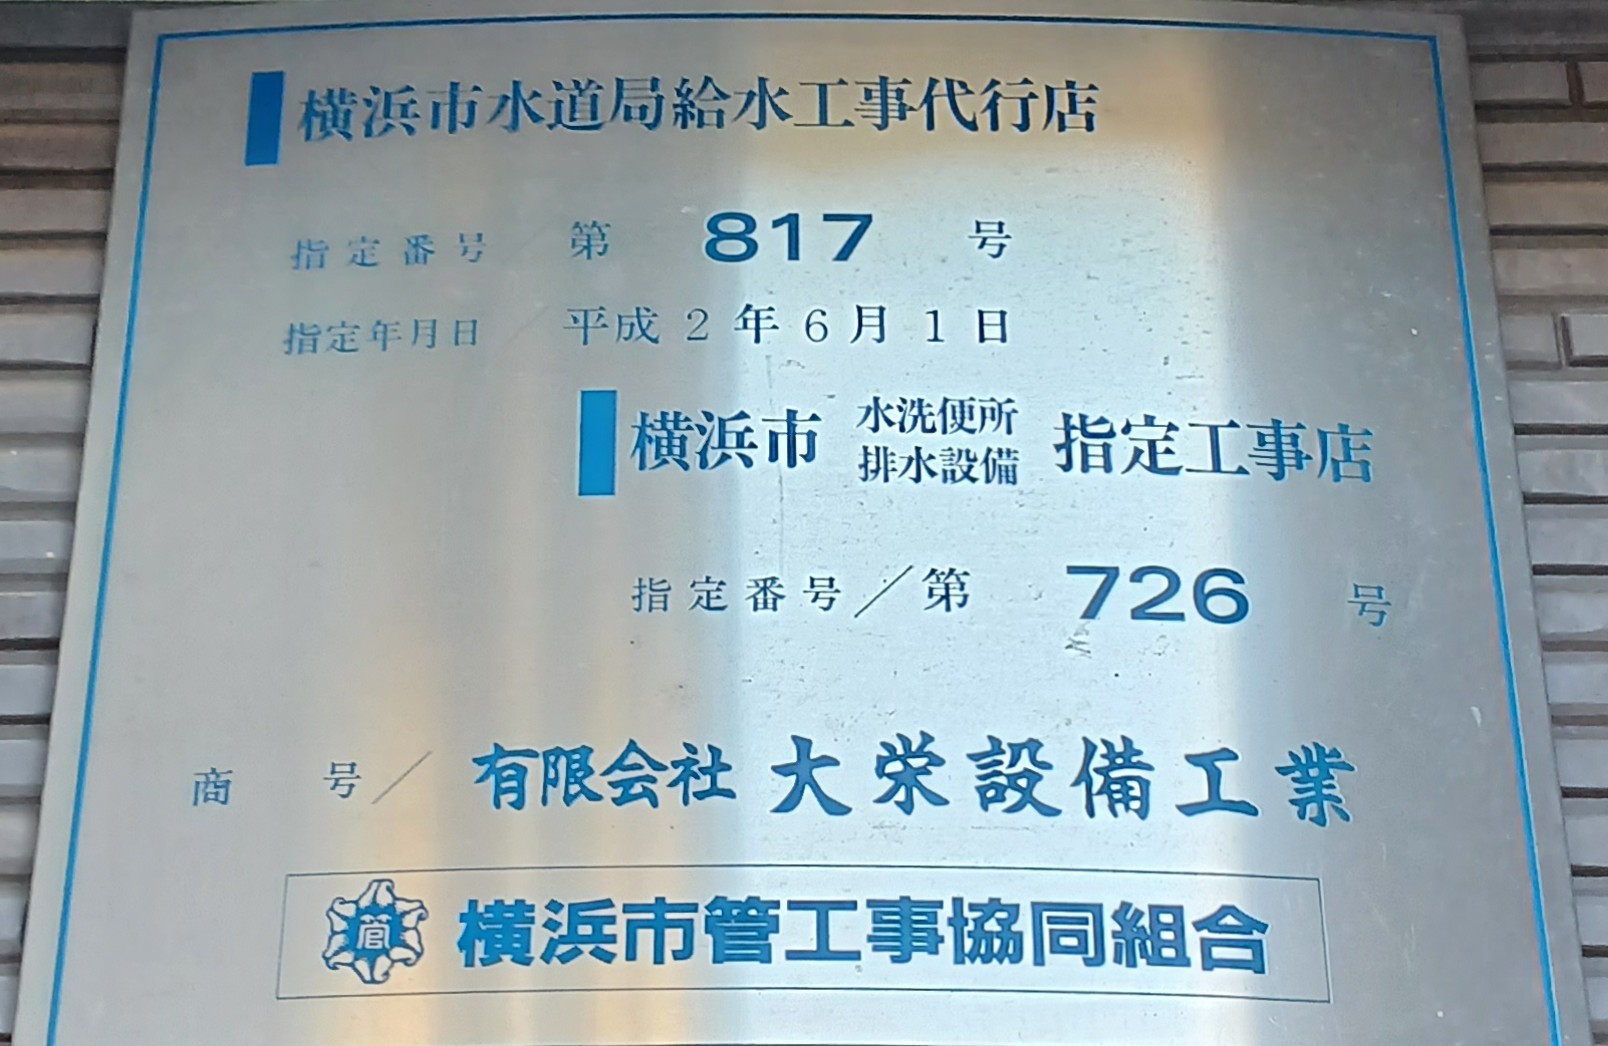 横浜市水道局給水工事代行店
指定番号／第 817 号
指定年月日／平成2年6月1日
横浜市 水洗便所 排水設備 指定工事店
指定番号／第 726 号
商号／有限会社 大栄設備工業
管 横浜市管工事協同組合